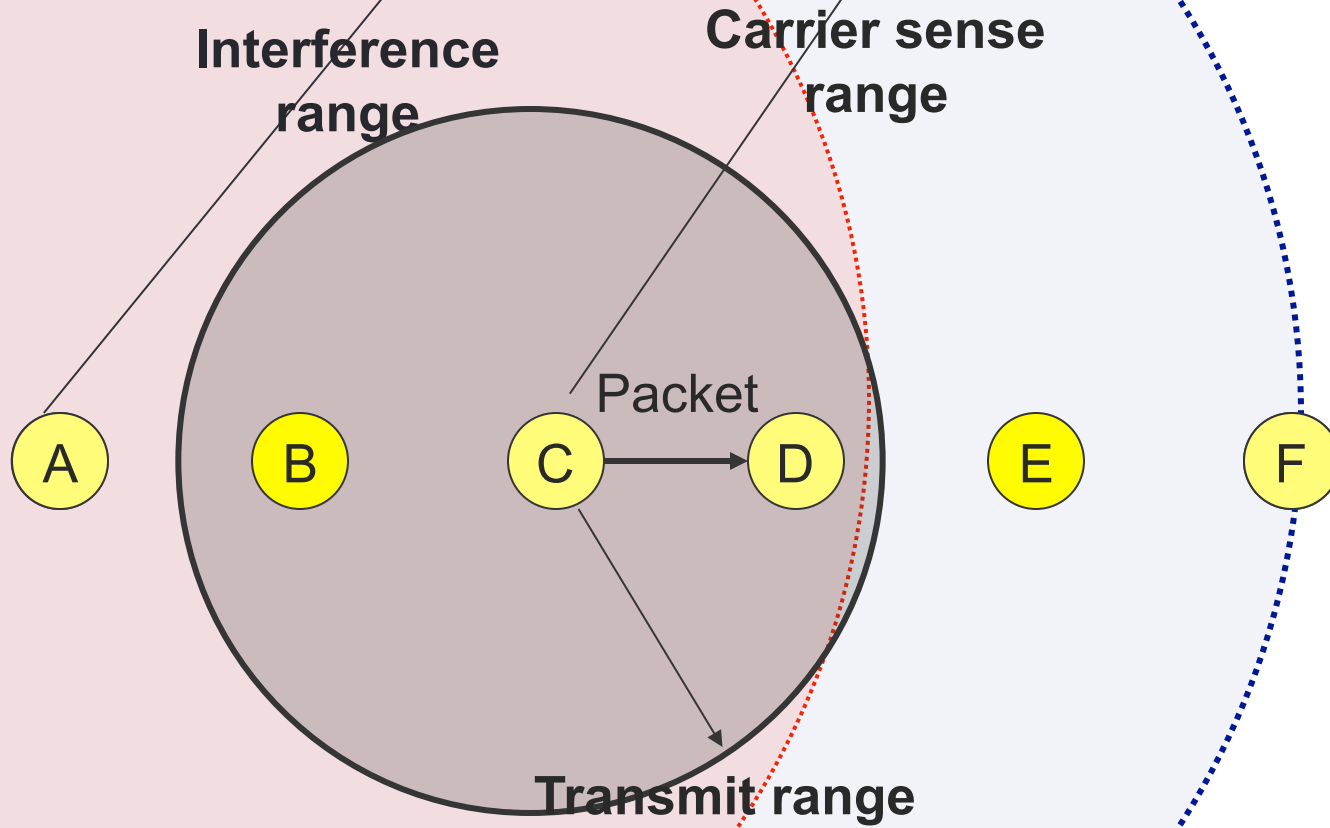 Interference
range
Carrier sense
range
Packet
A
B
C
D
E
F
Transmit range